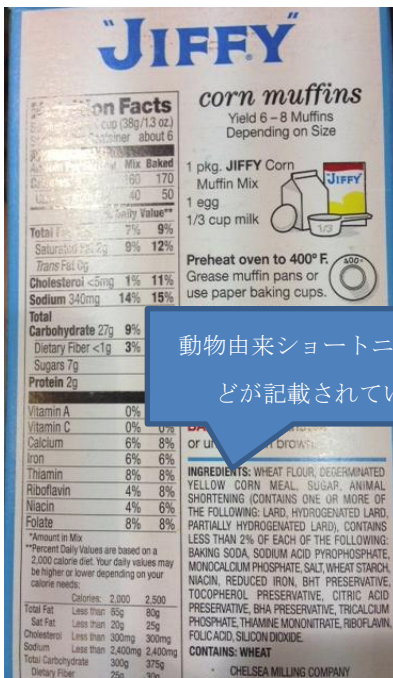 "JIFFY"
Nutrition Facts
cup (38g/1.3 oz.)
about 6
Mix Baked
160 170
40 50
% Daily Value**
Total Fat 7% 9%
Saturated Fat 2g 9% 12%
Trans Fat 0g
Cholesterol <5mg 1% 11%
Sodium 340mg 14% 15%
Total
Carbohydrate 27g 9%
Dietary Fiber <1g 3%
Sugars 7g
Protein 2g
Vitamin A 0%
Vitamin C 0% 0%
Calcium 6% 8%
Iron 6% 6%
Thiamin 8% 8%
Riboflavin 4% 8%
Niacin 4% 6%
Folate 8% 8%
*Amount in Mix
**Percent Daily Values are based on a
2,000 calorie diet. Your daily values may
be higher or lower depending on your
calorie needs:
Calories: 2,000 2,500
Total Fat Less than 65g 80g
Sat Fat Less than 20g 25g
Cholesterol Less than 300mg 300mg
Sodium Less than 2,400mg 2,400mg
Total Carbohydrate 300g 375g
Dietary Fiber 25g 30g
corn muffins
Yield 6 – 8 Muffins
Depending on Size
1 pkg. JIFFY Corn
Muffin Mix
1 egg
1/3 cup milk
JIFFY
1/3
Preheat oven to 400° F.
Grease muffin pans or
use paper baking cups.
400°
動物由来ショートニ
どが記載されてい
or
INGREDIENTS: WHEAT FLOUR, DEGERMINATED
YELLOW CORN MEAL, SUGAR, ANIMAL
SHORTENING (CONTAINS ONE OR MORE OF
THE FOLLOWING: LARD, HYDROGENATED LARD,
PARTIALLY HYDROGENATED LARD), CONTAINS
LESS THAN 2% OF EACH OF THE FOLLOWING:
BAKING SODA, SODIUM ACID PYROPHOSPHATE,
MONOCALCIUM PHOSPHATE, SALT, WHEAT STARCH,
NIACIN, REDUCED IRON, BHT PRESERVATIVE,
TOCOPHEROL PRESERVATIVE, CITRIC ACID
PRESERVATIVE, BHA PRESERVATIVE, TRICALCIUM
PHOSPHATE, THIAMINE MONONITRATE, RIBOFLAVIN,
FOLIC ACID, SILICON DIOXIDE.
CONTAINS: WHEAT
CHELSEA MILLING COMPANY